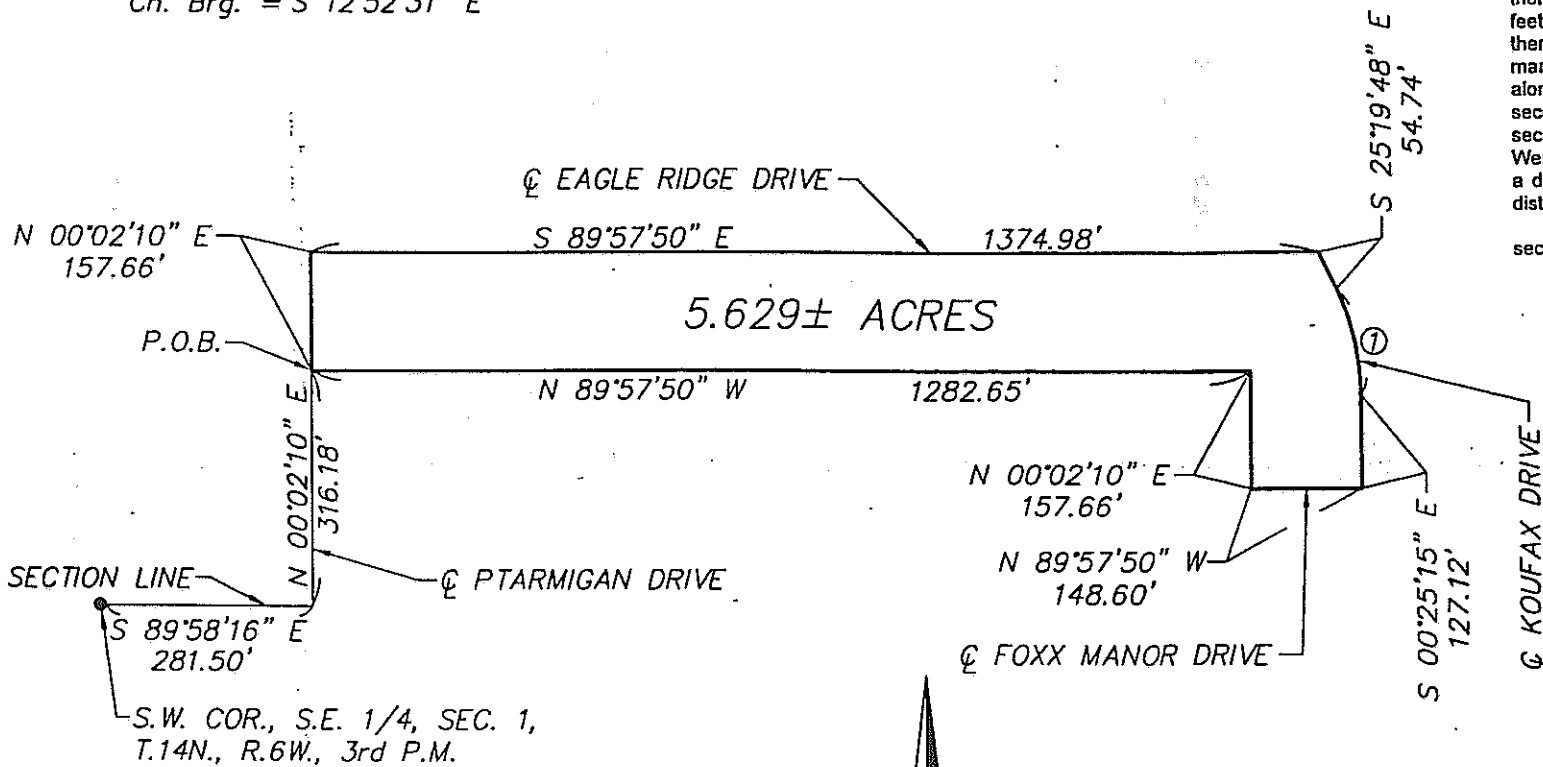 Ch. Brg. = S 12°52'31" E
feet
mar
alon
sec
sec
a d
dist
sec
S 25°19'48" E
54.74'
₵ EAGLE RIDGE DRIVE
N 00°02'10" E
157.66'
S 89°57'50" E 1374.98'
5.629± ACRES
P.O.B.
①
N 89°57'50" W 1282.65'
N 00°02'10" E
316.18'
N 00°02'10" E
157.66'
₵ KOUFAX DRIVE
SECTION LINE
₵ PTARMIGAN DRIVE
N 89°57'50" W
148.60'
S 00°25'15" E
127.12'
S 89°58'16" E
281.50'
₵ FOXX MANOR DRIVE
S.W. COR., S.E. 1/4, SEC. 1,
T.14N., R.6W., 3rd P.M.